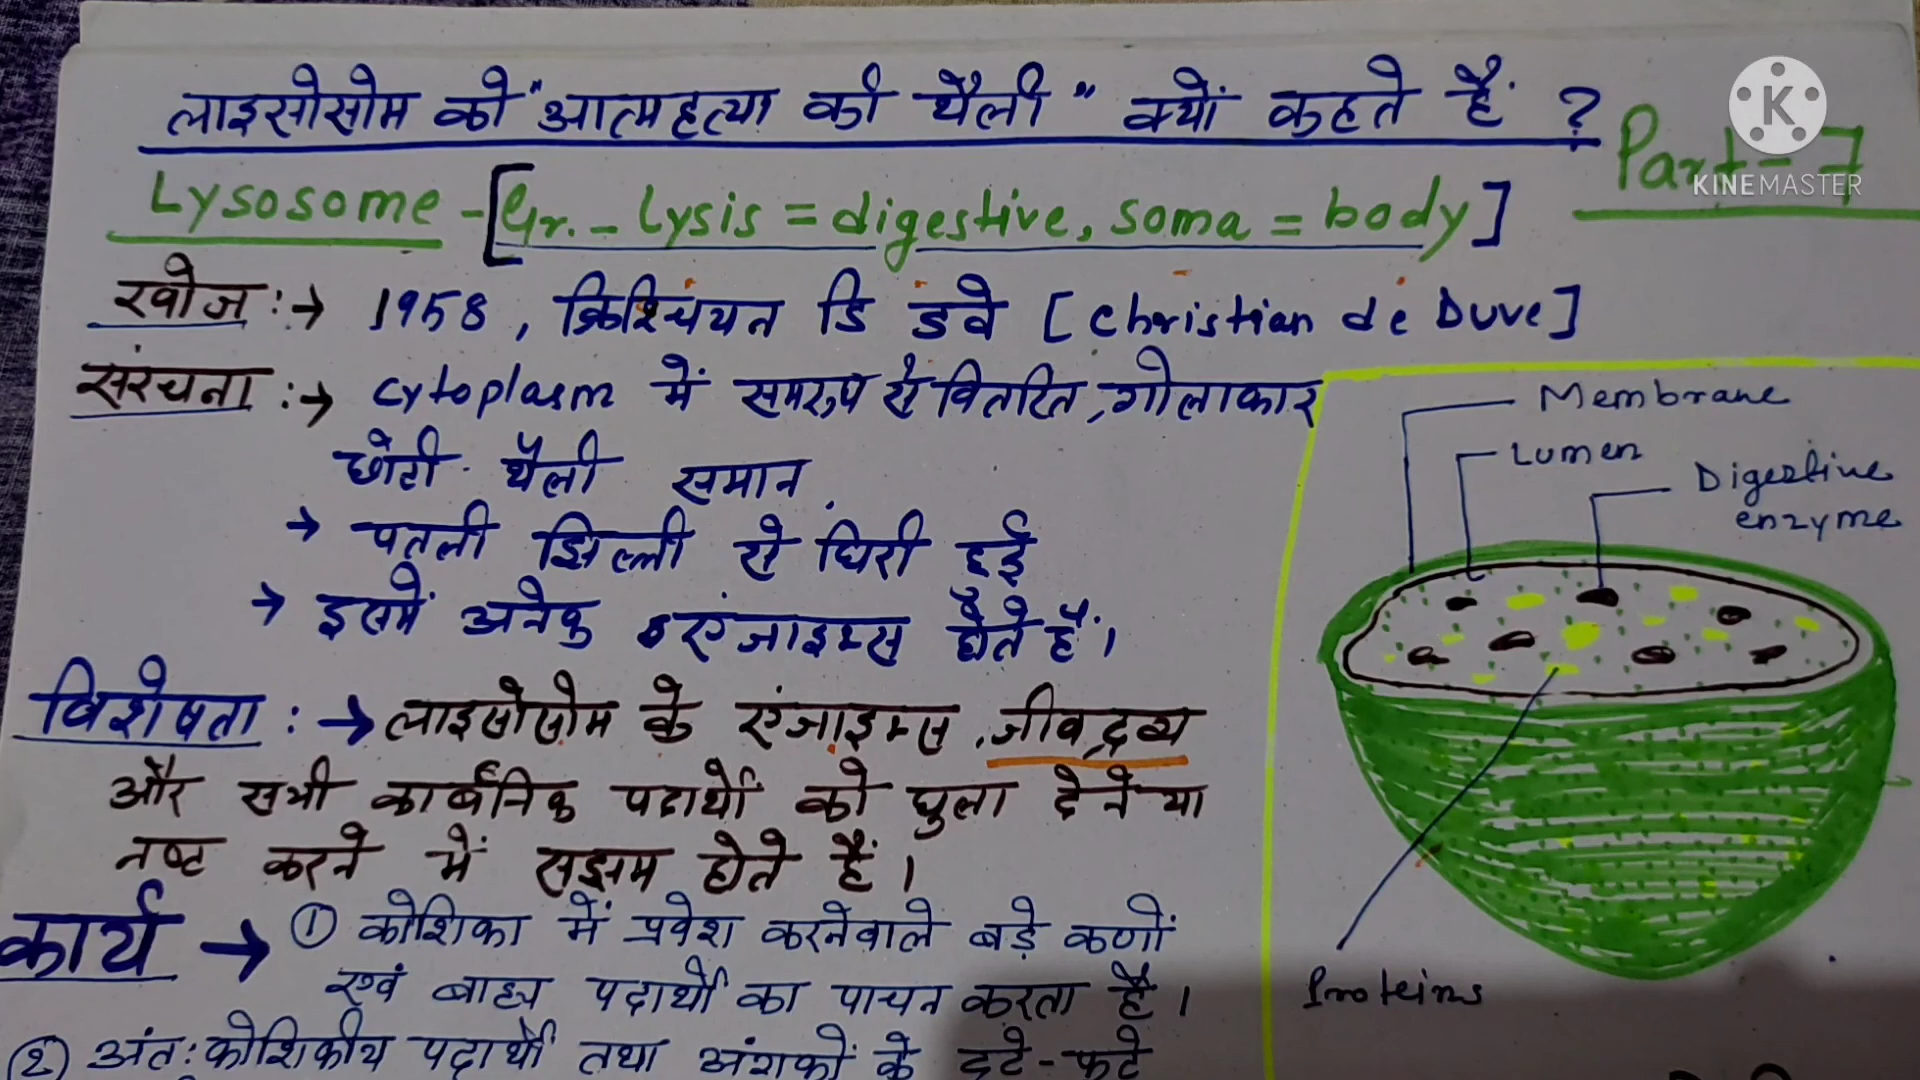 लाइसोसोम को "आत्महत्या की थैली" क्यों कहते हैं ?
Part-7
KINEMASTER
Lysosome - [Gr. - Lysis = digestive, soma = body]
खोज :→ 1958, क्रिश्चियन डि डवे [Christian de Duve]
संरचना :→ cytoplasm में समरूप से वितरित, गोलाकार
छोटी थैली समान
→ पतली झिल्ली से घिरी हुई
→ इसमें अनेक एंजाइम्स होते हैं।
विशेषता :→ लाइसोसोम के एंजाइम्स, जीवद्रव्य
और सभी कार्बनिक पदार्थों को घुला देने या
नष्ट करने में सक्षम होते हैं।
कार्य → ① कोशिका में प्रवेश करनेवाले बड़े कणों
एवं बाह्य पदार्थों का पाचन करता है।
② अंत:कोशिकीय पदार्थों तथा अंगकों के टूटे-फूटे
Membrane
Lumen
Digestive
enzyme
Proteins